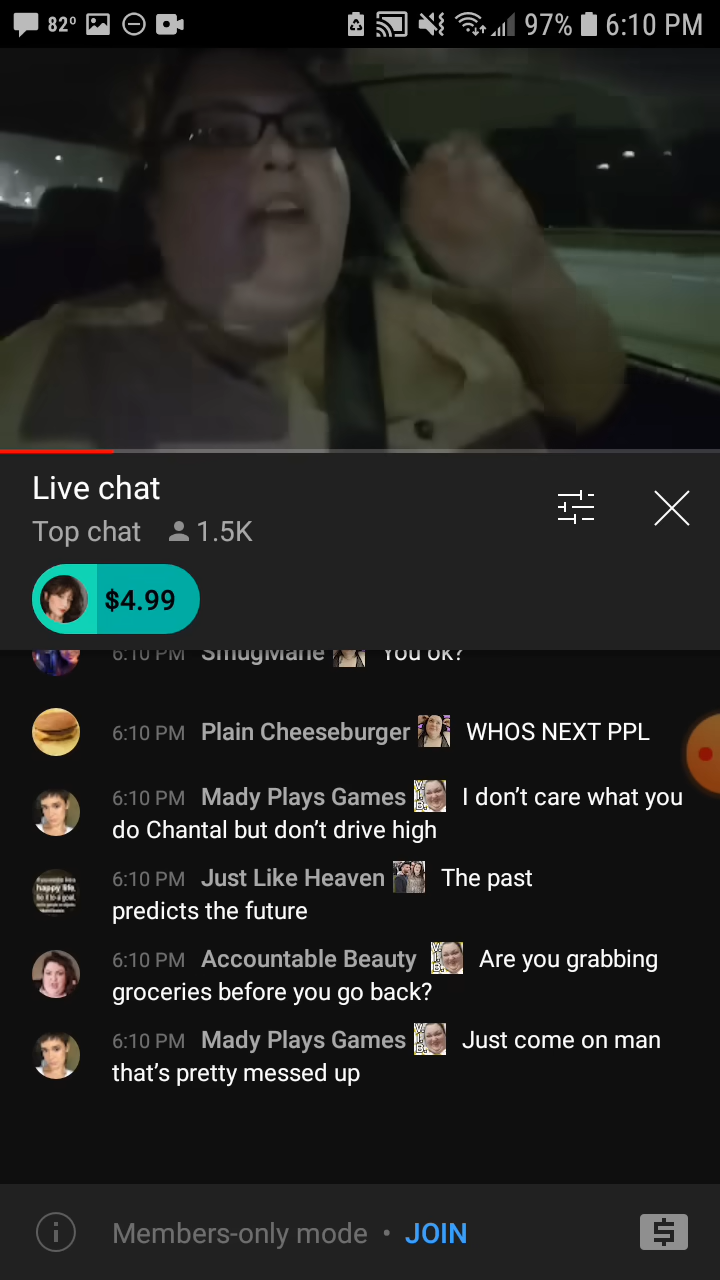 82° 97% 6:10 PM
Live chat
Top chat 1.5K
$4.99
6:10 PM SmugMarie You ok?
6:10 PM Plain Cheeseburger WHOS NEXT PPL
6:10 PM Mady Plays Games I don't care what you
do Chantal but don't drive high
6:10 PM Just Like Heaven The past
predicts the future
6:10 PM Accountable Beauty Are you grabbing
groceries before you go back?
6:10 PM Mady Plays Games Just come on man
that's pretty messed up
Members-only mode • JOIN